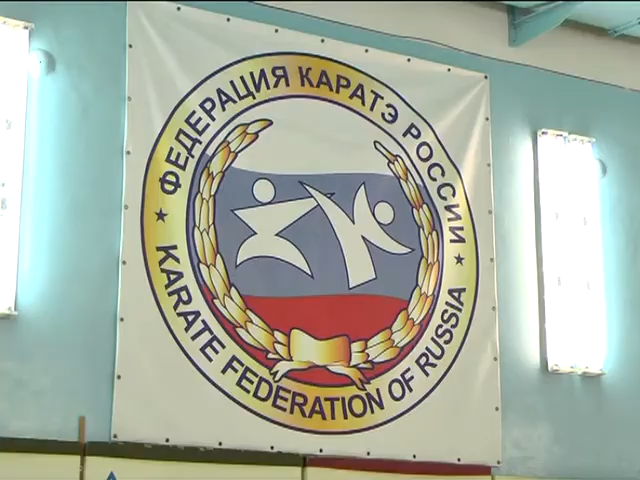 ФЕДЕРАЦИЯ КАРАТЭ РОССИИ
KARATE FEDERATION OF RUSSIA